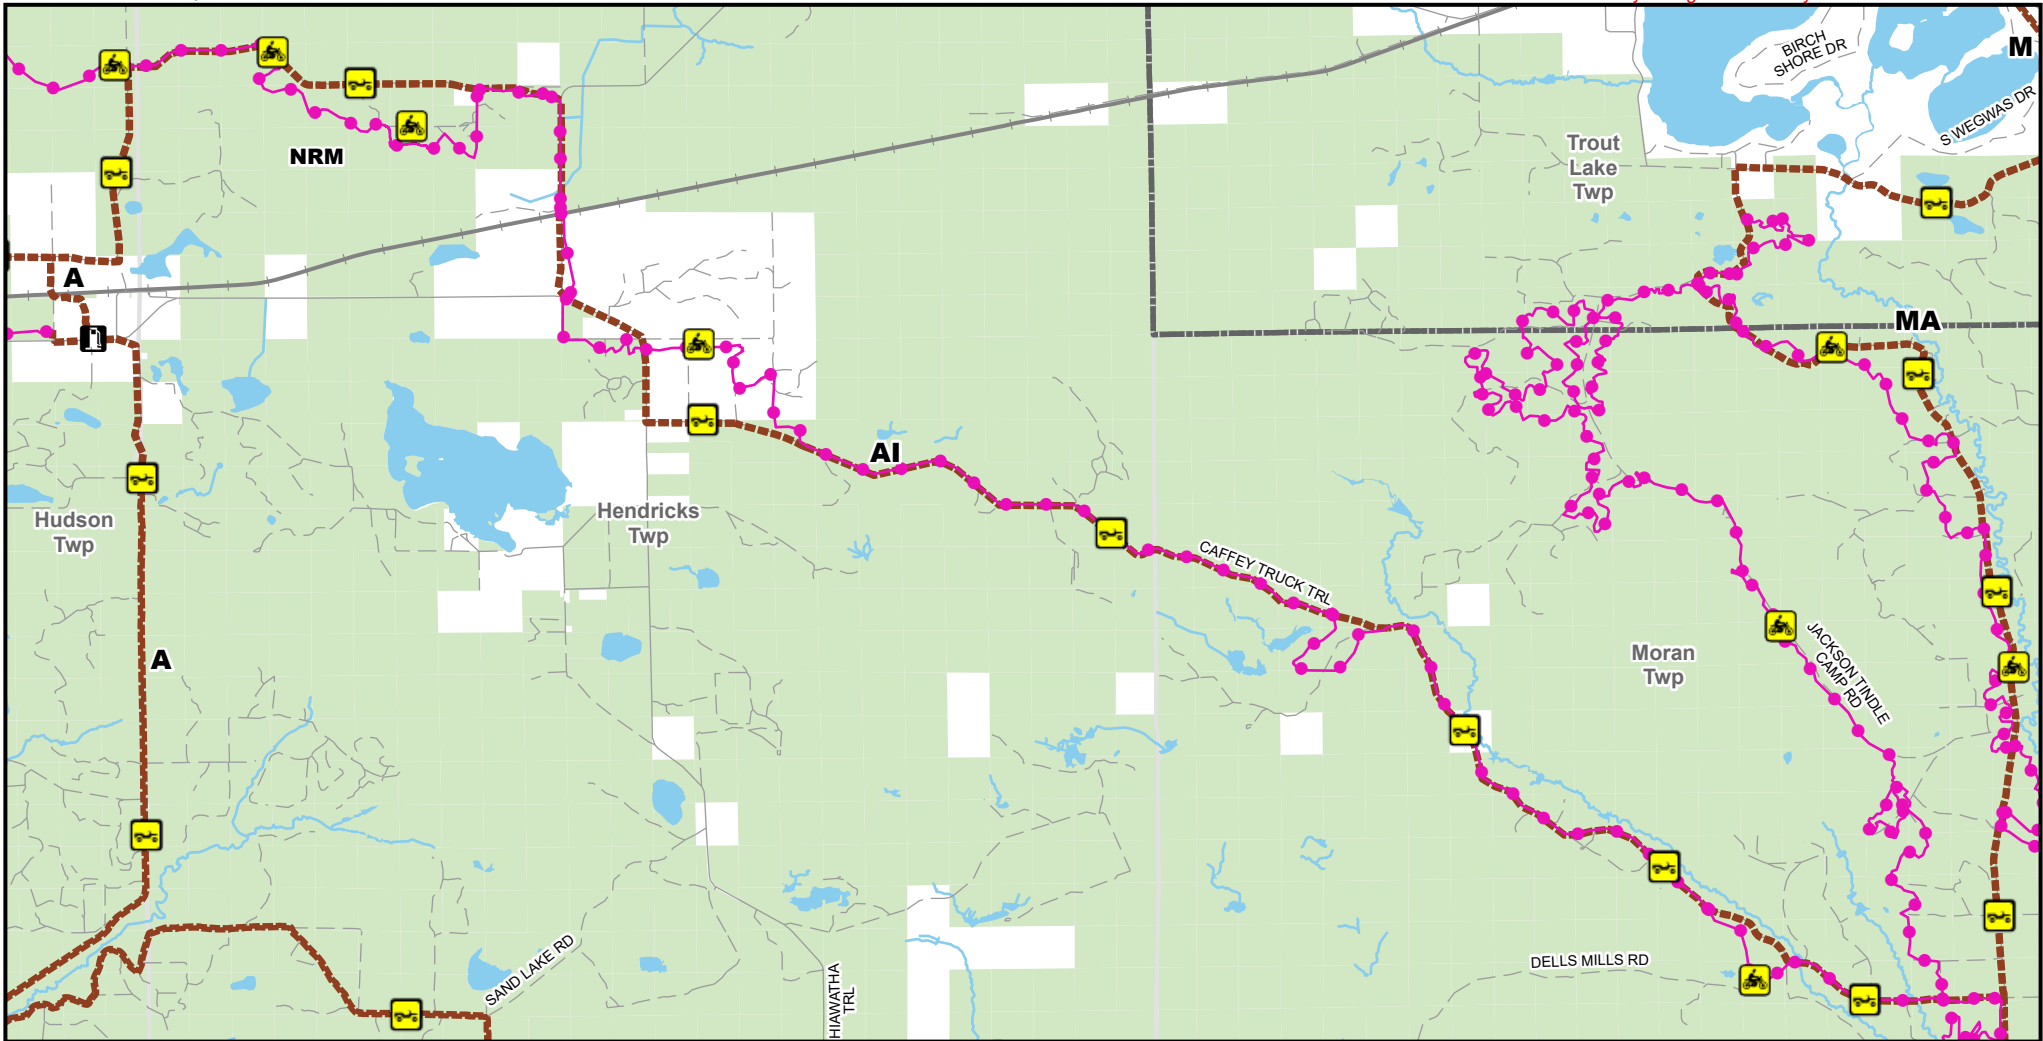 BIRCH
SHORE DR
M
S WEGWAS DR
NRM
Trout
Lake
Twp
A
MA
AI
Hudson
Twp
Hendricks
Twp
CAFFEY TRUCK TRL
A
Moran
Twp
JACKSON TINDLE
CAMP RD
SAND LAKE RD
HIAWATHA
TRL
DELLS MILLS RD